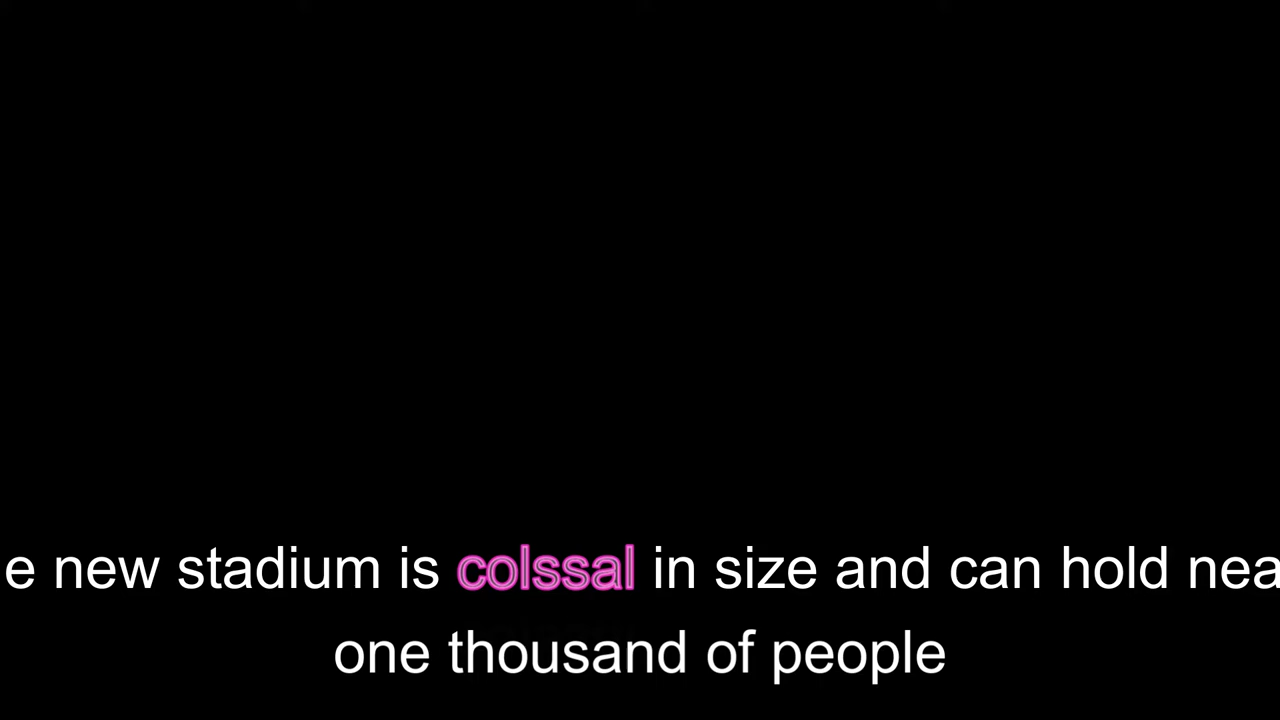 e new stadium is colssal in size and can hold nea
one thousand of people